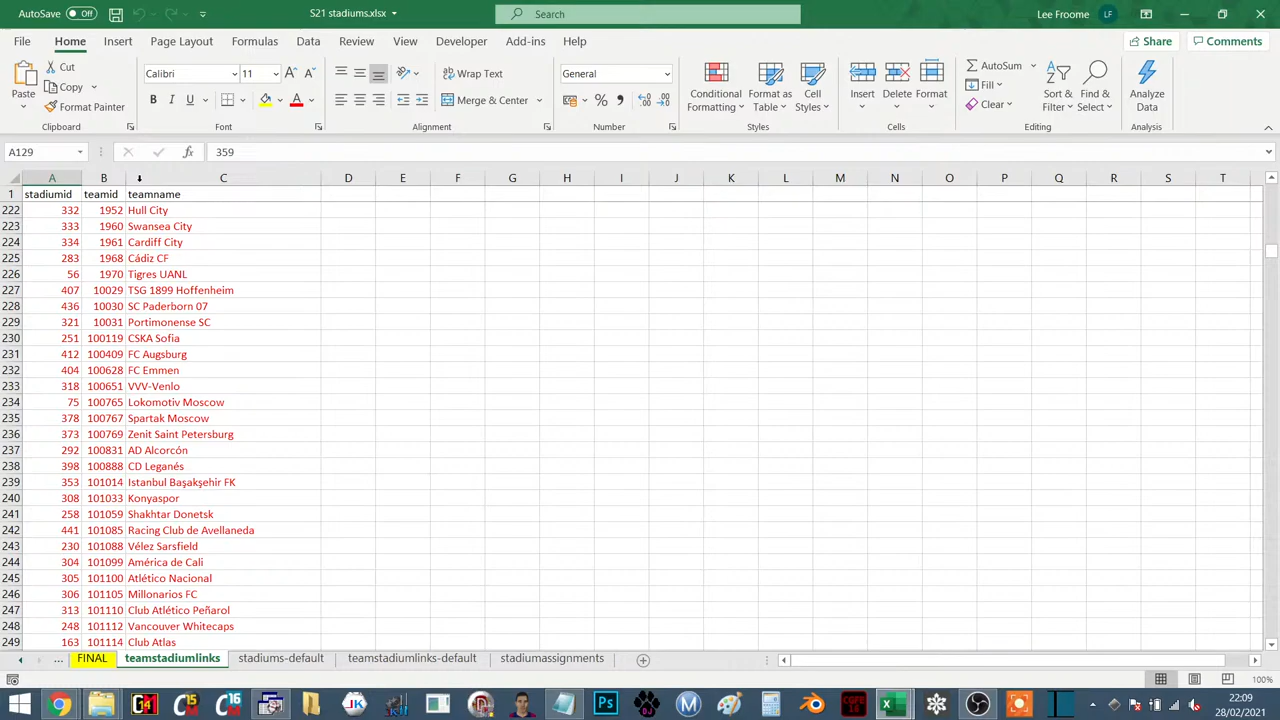 AutoSave Off S21 stadiums.xlsx Search Lee Froome LF
File Home Insert Page Layout Formulas Data Review View Developer Add-ins Help Share Comments
Paste Cut Copy Format Painter Clipboard
Calibri 11 B I U A Font
Wrap Text Merge & Center Alignment
General % Number
Conditional Formatting Format as Table Cell Styles Styles
Insert Delete Format Cells
AutoSum Fill Clear Sort & Filter Find & Select Editing
Analyze Data Analysis
A129 fx 359
A B C D E F G H I J K L M N O P Q R S T
1 stadiumid teamid teamname
222 332 1952 Hull City
223 333 1960 Swansea City
224 334 1961 Cardiff City
225 283 1968 Cádiz CF
226 56 1970 Tigres UANL
227 407 10029 TSG 1899 Hoffenheim
228 436 10030 SC Paderborn 07
229 321 10031 Portimonense SC
230 251 100119 CSKA Sofia
231 412 100409 FC Augsburg
232 404 100628 FC Emmen
233 318 100651 VVV-Venlo
234 75 100765 Lokomotiv Moscow
235 378 100767 Spartak Moscow
236 373 100769 Zenit Saint Petersburg
237 292 100831 AD Alcorcón
238 398 100888 CD Leganés
239 353 101014 Istanbul Başakşehir FK
240 308 101033 Konyaspor
241 258 101059 Shakhtar Donetsk
242 441 101085 Racing Club de Avellaneda
243 230 101088 Vélez Sarsfield
244 304 101099 América de Cali
245 305 101100 Atlético Nacional
246 306 101105 Millonarios FC
247 313 101110 Club Atlético Peñarol
248 248 101112 Vancouver Whitecaps
249 163 101114 Club Atlas
... FINAL teamstadiumlinks stadiums-default teamstadiumlinks-default stadiumassignments
100%
22:09
28/02/2021